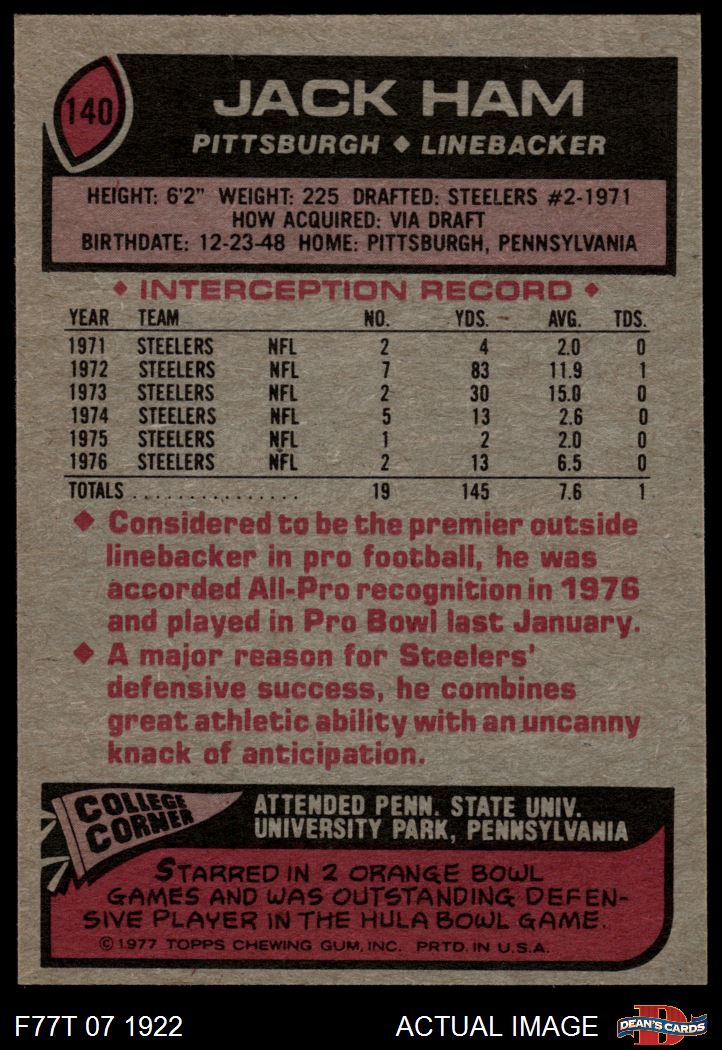 140
JACK HAM
PITTSBURGH ♦ LINEBACKER
HEIGHT: 6'2" WEIGHT: 225 DRAFTED: STEELERS #2-1971
HOW ACQUIRED: VIA DRAFT
BIRTHDATE: 12-23-48 HOME: PITTSBURGH, PENNSYLVANIA
♦ INTERCEPTION RECORD ♦
YEAR TEAM NO. YDS. AVG. TDS.
1971 STEELERS NFL 2 4 2.0 0
1972 STEELERS NFL 7 83 11.9 1
1973 STEELERS NFL 2 30 15.0 0
1974 STEELERS NFL 5 13 2.6 0
1975 STEELERS NFL 1 2 2.0 0
1976 STEELERS NFL 2 13 6.5 0
TOTALS . . . . . . . . . . . . . . . 19 145 7.6 1
♦ Considered to be the premier outside
linebacker in pro football, he was
accorded All-Pro recognition in 1976
and played in Pro Bowl last January.
♦ A major reason for Steelers'
defensive success, he combines
great athletic ability with an uncanny
knack of anticipation.
COLLEGE
CORNER
ATTENDED PENN. STATE UNIV.
UNIVERSITY PARK, PENNSYLVANIA
STARRED IN 2 ORANGE BOWL
GAMES AND WAS OUTSTANDING DEFEN-
SIVE PLAYER IN THE HULA BOWL GAME.
© 1977 TOPPS CHEWING GUM, INC. PRTD. IN U.S.A.
F77T 07 1922
ACTUAL IMAGE
D
DEAN'S CARDS